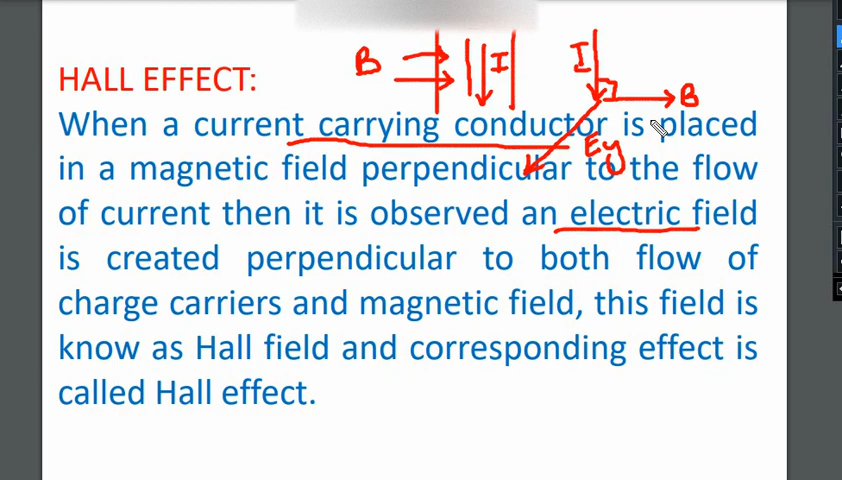 B I I B
HALL EFFECT:
When a current carrying conductor is placed
Ey
in a magnetic field perpendicular to the flow
of current then it is observed an electric field
is created perpendicular to both flow of
charge carriers and magnetic field, this field is
know as Hall field and corresponding effect is
called Hall effect.